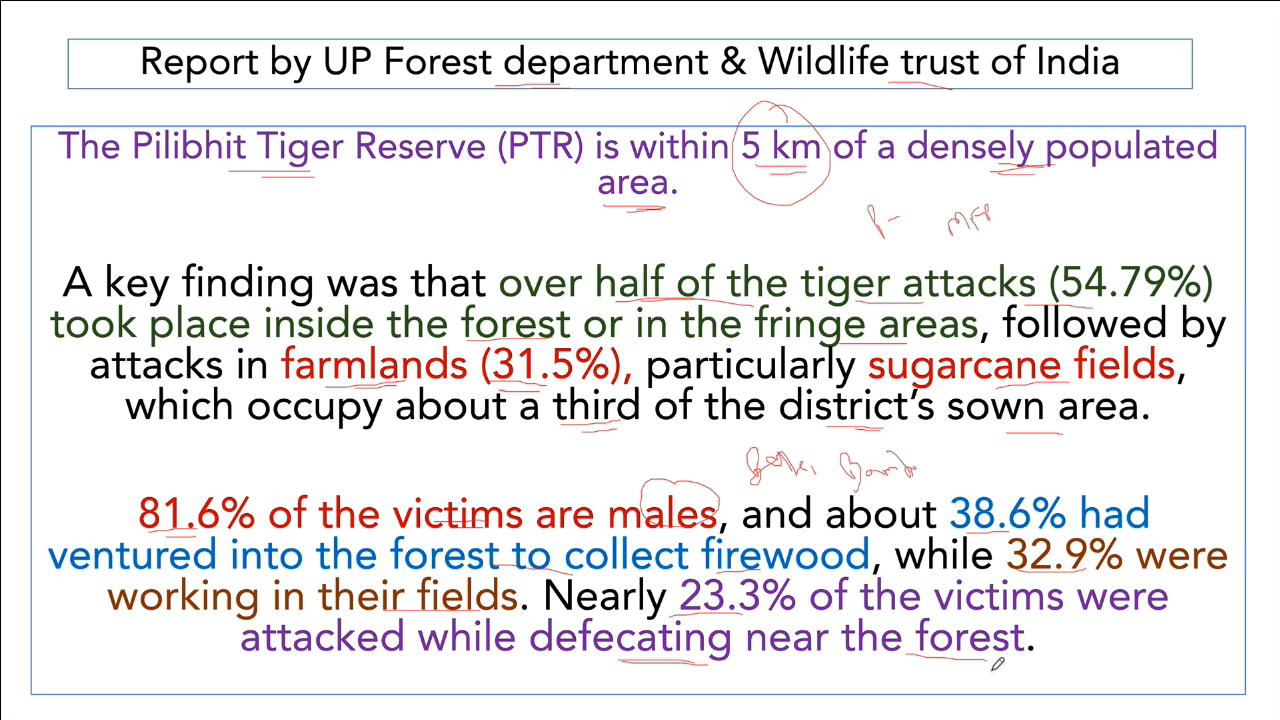 Report by UP Forest department & Wildlife trust of India
The Pilibhit Tiger Reserve (PTR) is within 5 km of a densely populated
area.
MFP
A key finding was that over half of the tiger attacks (54.79%)
took place inside the forest or in the fringe areas, followed by
attacks in farmlands (31.5%), particularly sugarcane fields,
which occupy about a third of the district’s sown area.
81.6% of the victims are males, and about 38.6% had
ventured into the forest to collect firewood, while 32.9% were
working in their fields. Nearly 23.3% of the victims were
attacked while defecating near the forest.